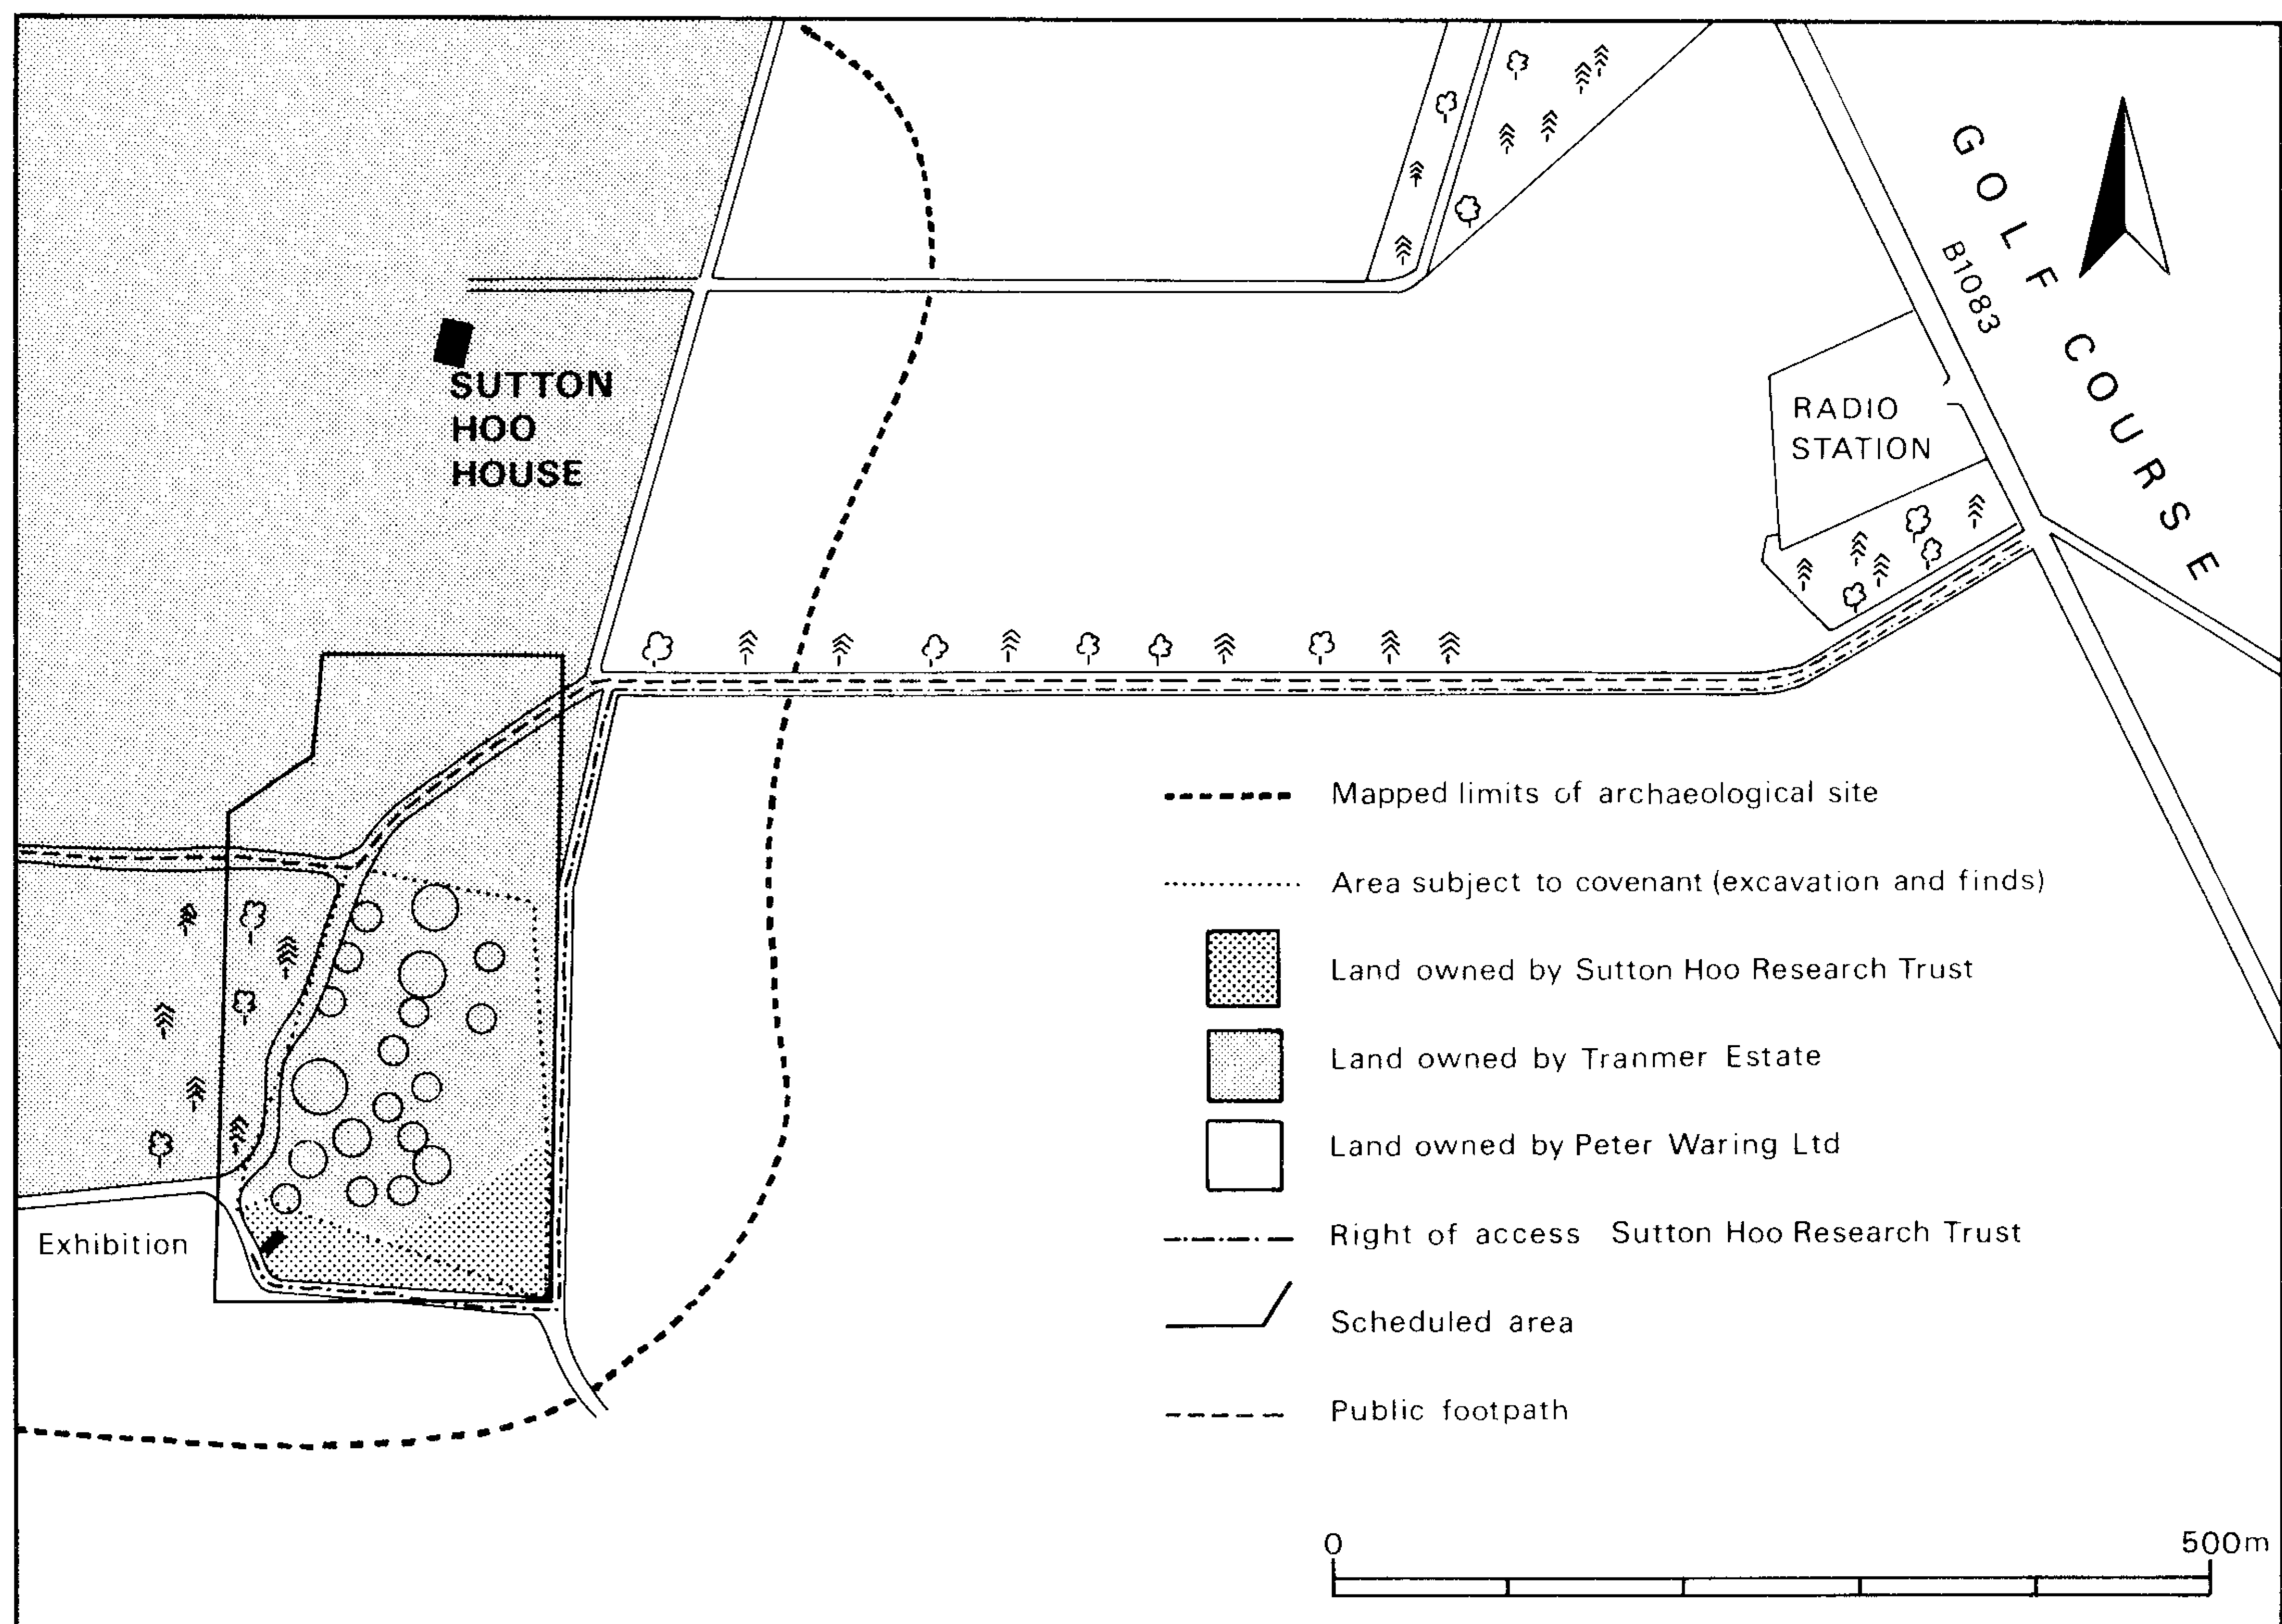 GOLF COURSE
B1083
SUTTON
HOO
HOUSE
RADIO
STATION
Mapped limits of archaeological site
Area subject to covenant (excavation and finds)
Land owned by Sutton Hoo Research Trust
Land owned by Tranmer Estate
Land owned by Peter Waring Ltd
Right of access Sutton Hoo Research Trust
Exhibition
Scheduled area
Public footpath
0 500m